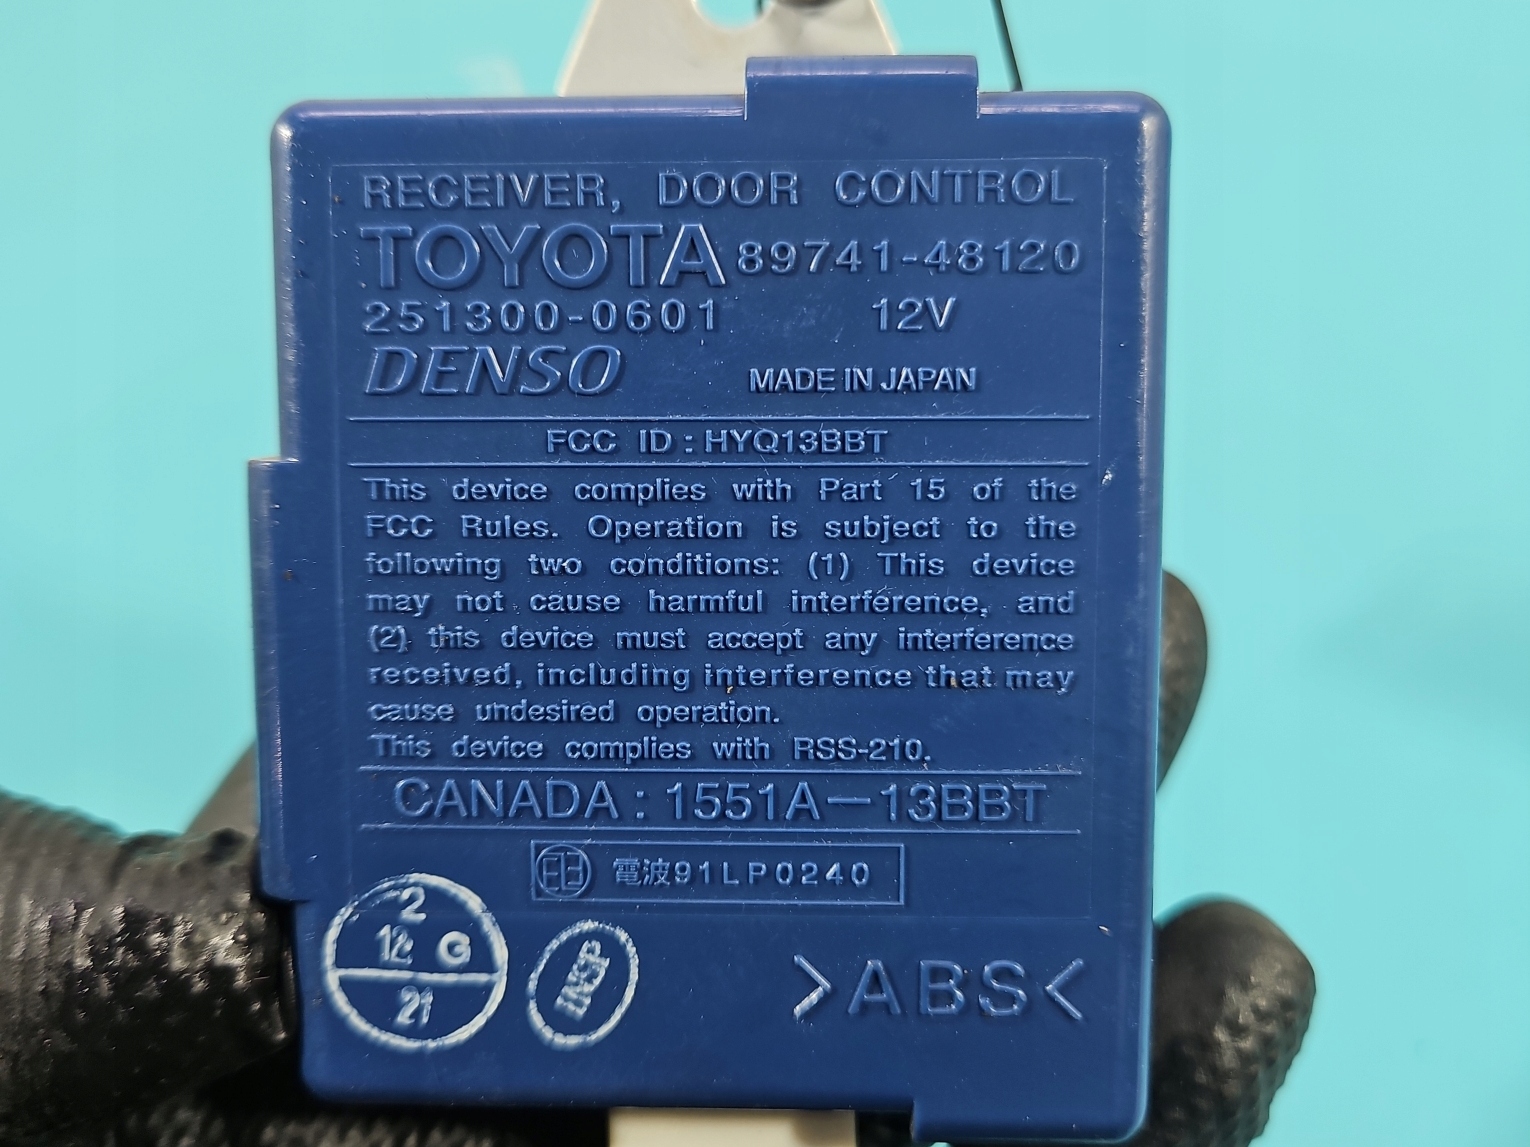 RECEIVER, DOOR CONTROL
TOYOTA 89741-48120
251300-0601 12V
DENSO MADE IN JAPAN
FCC ID : HYQ13BBT
This device complies with Part 15 of the
FCC Rules. Operation is subject to the
following two conditions: (1) This device
may not cause harmful interference, and
(2) this device must accept any interference
received, including interference that may
cause undesired operation.
This device complies with RSS-210.
CANADA : 1551A-13BBT
電波91LP0240
2
12 G
21
INSP
>ABS<